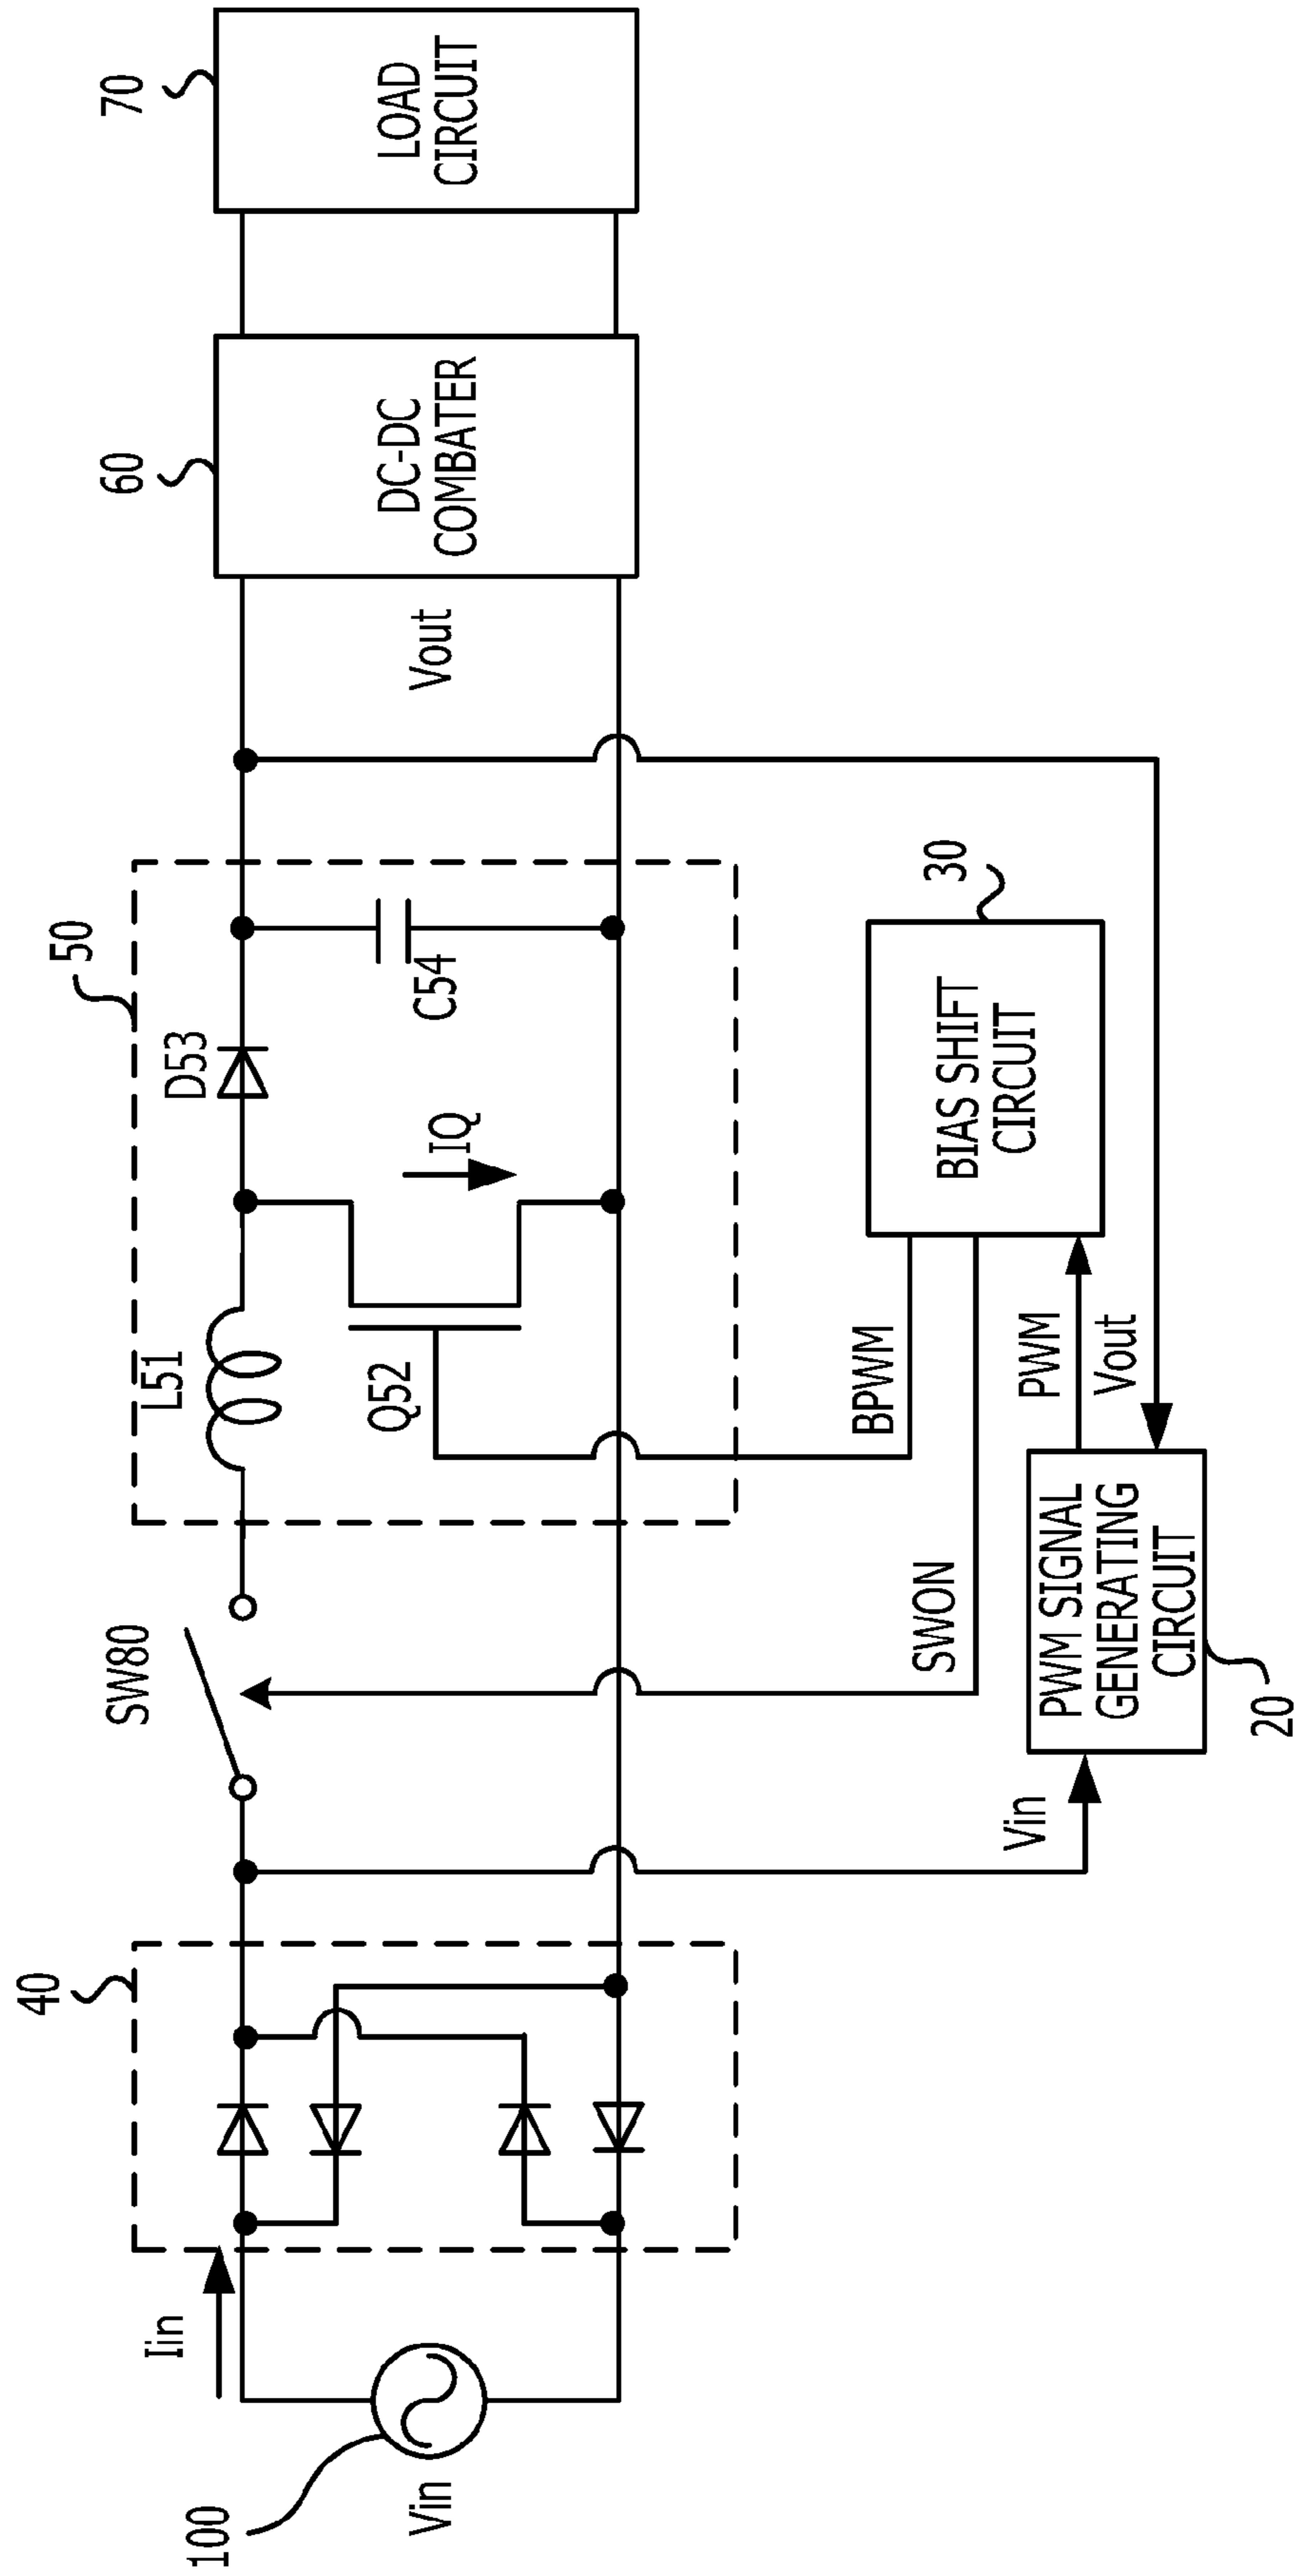 100
Vin
Iin
40
SW80
50
L51
Q52
IQ
D53
C54
Vout
60
DC-DC
COMBATER
70
LOAD
CIRCUIT
Vin
SWON
BPWM
PWM
Vout
30
BIAS SHIFT
CIRCUIT
PWM SIGNAL
GENERATING
CIRCUIT
20